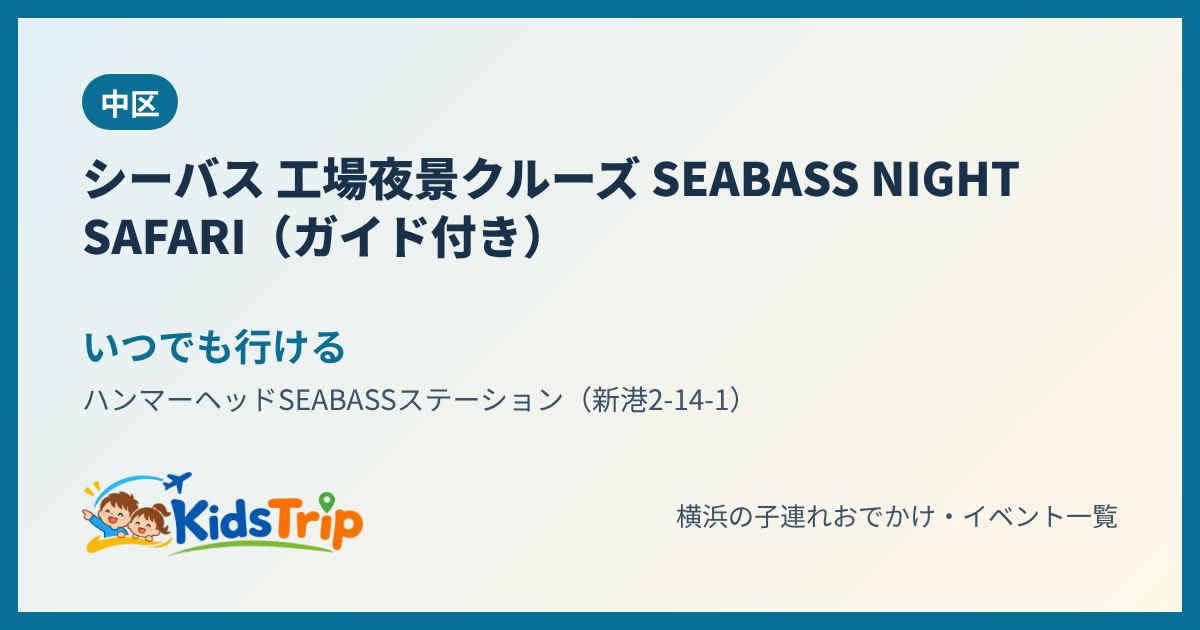 中区
シーバス 工場夜景クルーズ SEABASS NIGHT
SAFARI（ガイド付き）
いつでも行ける
ハンマーヘッドSEABASSステーション（新港2-14-1）
KidsTrip
横浜の子連れおでかけ・イベント一覧